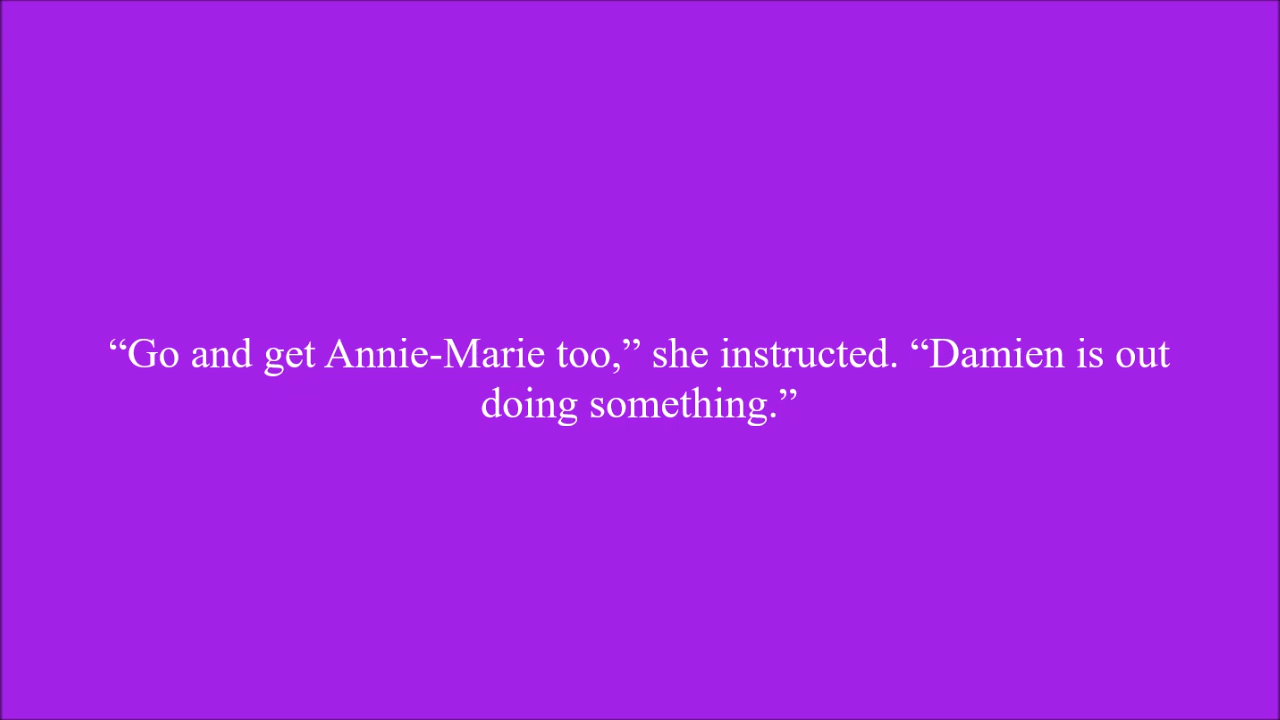 “Go and get Annie-Marie too,” she instructed. “Damien is out
doing something.”